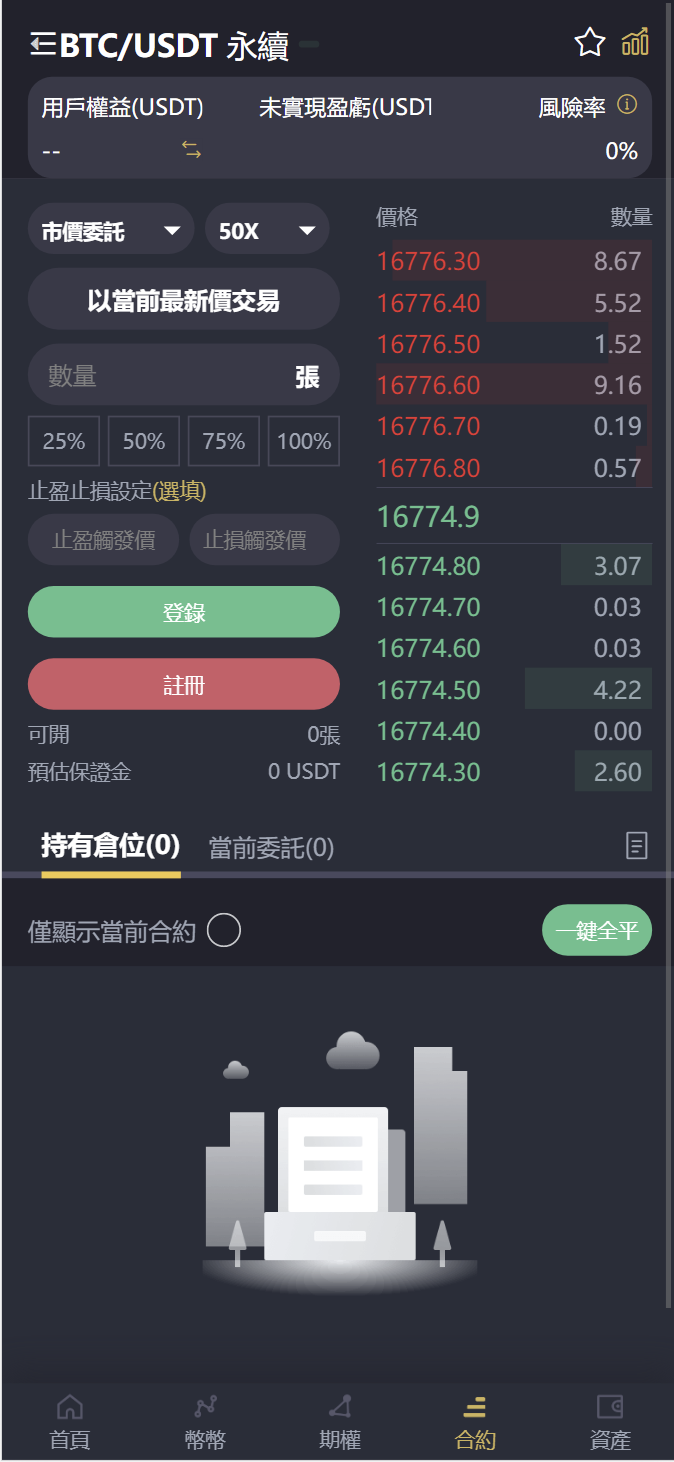 BTC/USDT 永續
用戶權益(USDT) 未實現盈虧(USDT 風險率
-- 0%
市價委託 50X
以當前最新價交易
數量 張
25% 50% 75% 100%
止盈止損設定(選填)
止盈觸發價 止損觸發價
登錄
註冊
可開 0張
預估保證金 0 USDT
價格 數量
16776.30 8.67
16776.40 5.52
16776.50 1.52
16776.60 9.16
16776.70 0.19
16776.80 0.57
16774.9
16774.80 3.07
16774.70 0.03
16774.60 0.03
16774.50 4.22
16774.40 0.00
16774.30 2.60
持有倉位(0) 當前委託(0)
僅顯示當前合約 一鍵全平
首頁 幣幣 期權 合約 資產